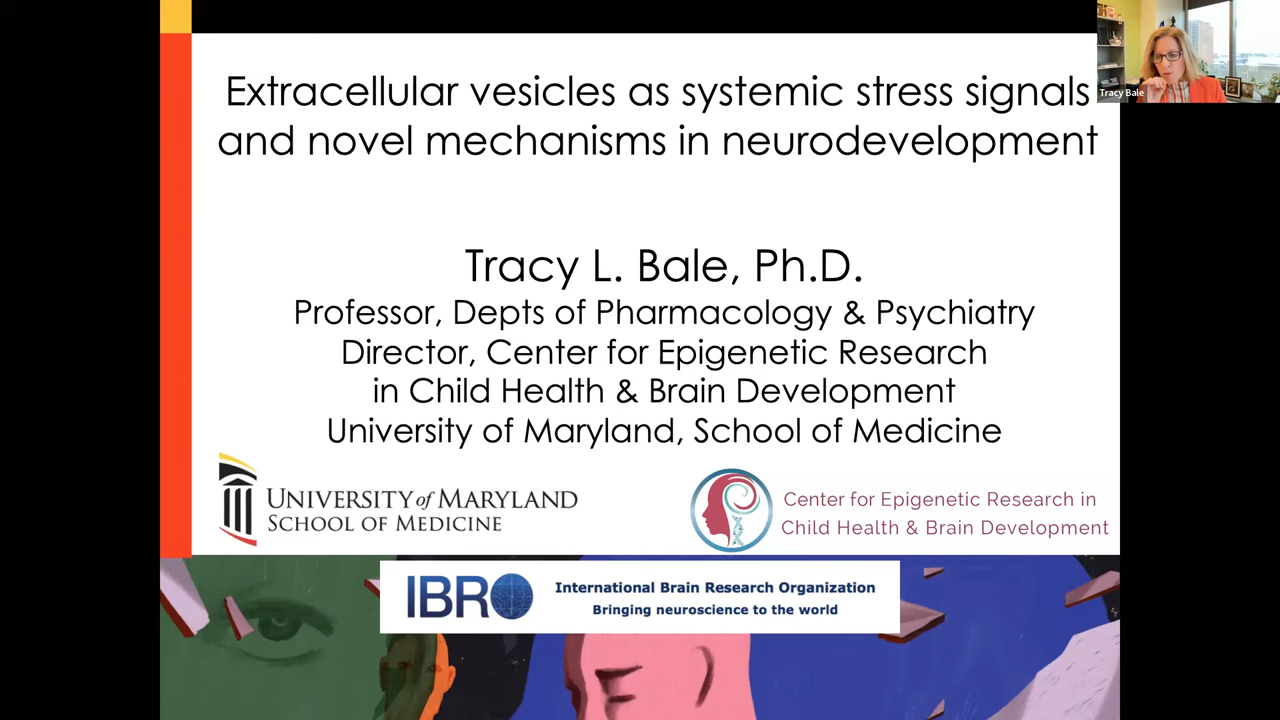 Extracellular vesicles as systemic stress signals
and novel mechanisms in neurodevelopment
Tracy Bale
Tracy L. Bale, Ph.D.
Professor, Depts of Pharmacology & Psychiatry
Director, Center for Epigenetic Research
in Child Health & Brain Development
University of Maryland, School of Medicine
UNIVERSITY of MARYLAND
SCHOOL OF MEDICINE
Center for Epigenetic Research in
Child Health & Brain Development
IBRO
International Brain Research Organization
Bringing neuroscience to the world